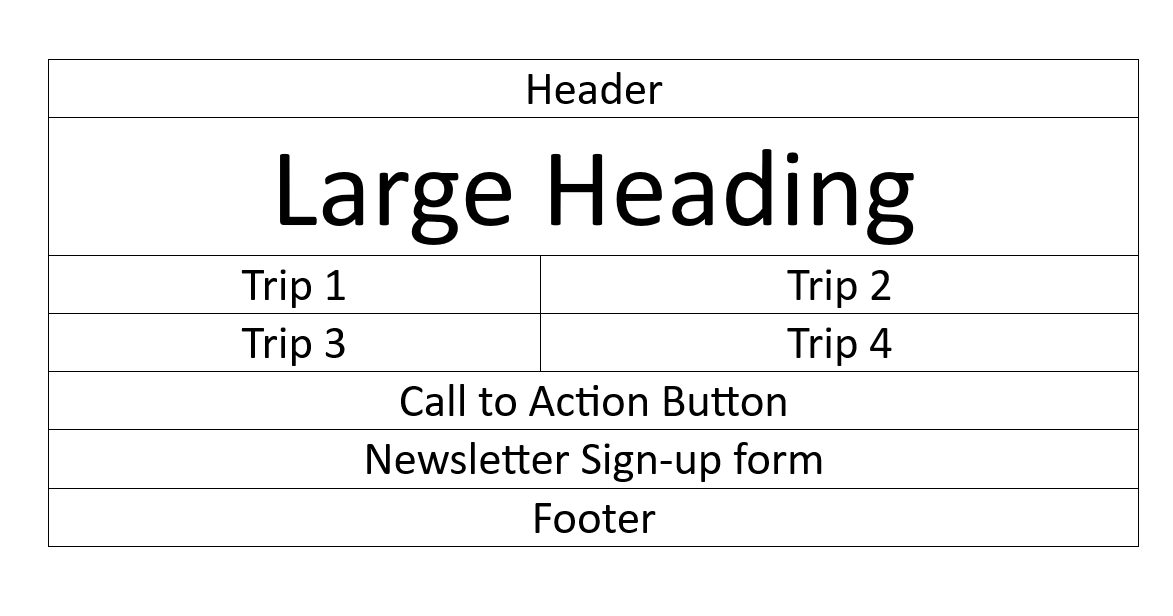 Header
Large Heading
Trip 1 Trip 2
Trip 3 Trip 4
Call to Action Button
Newsletter Sign-up form
Footer